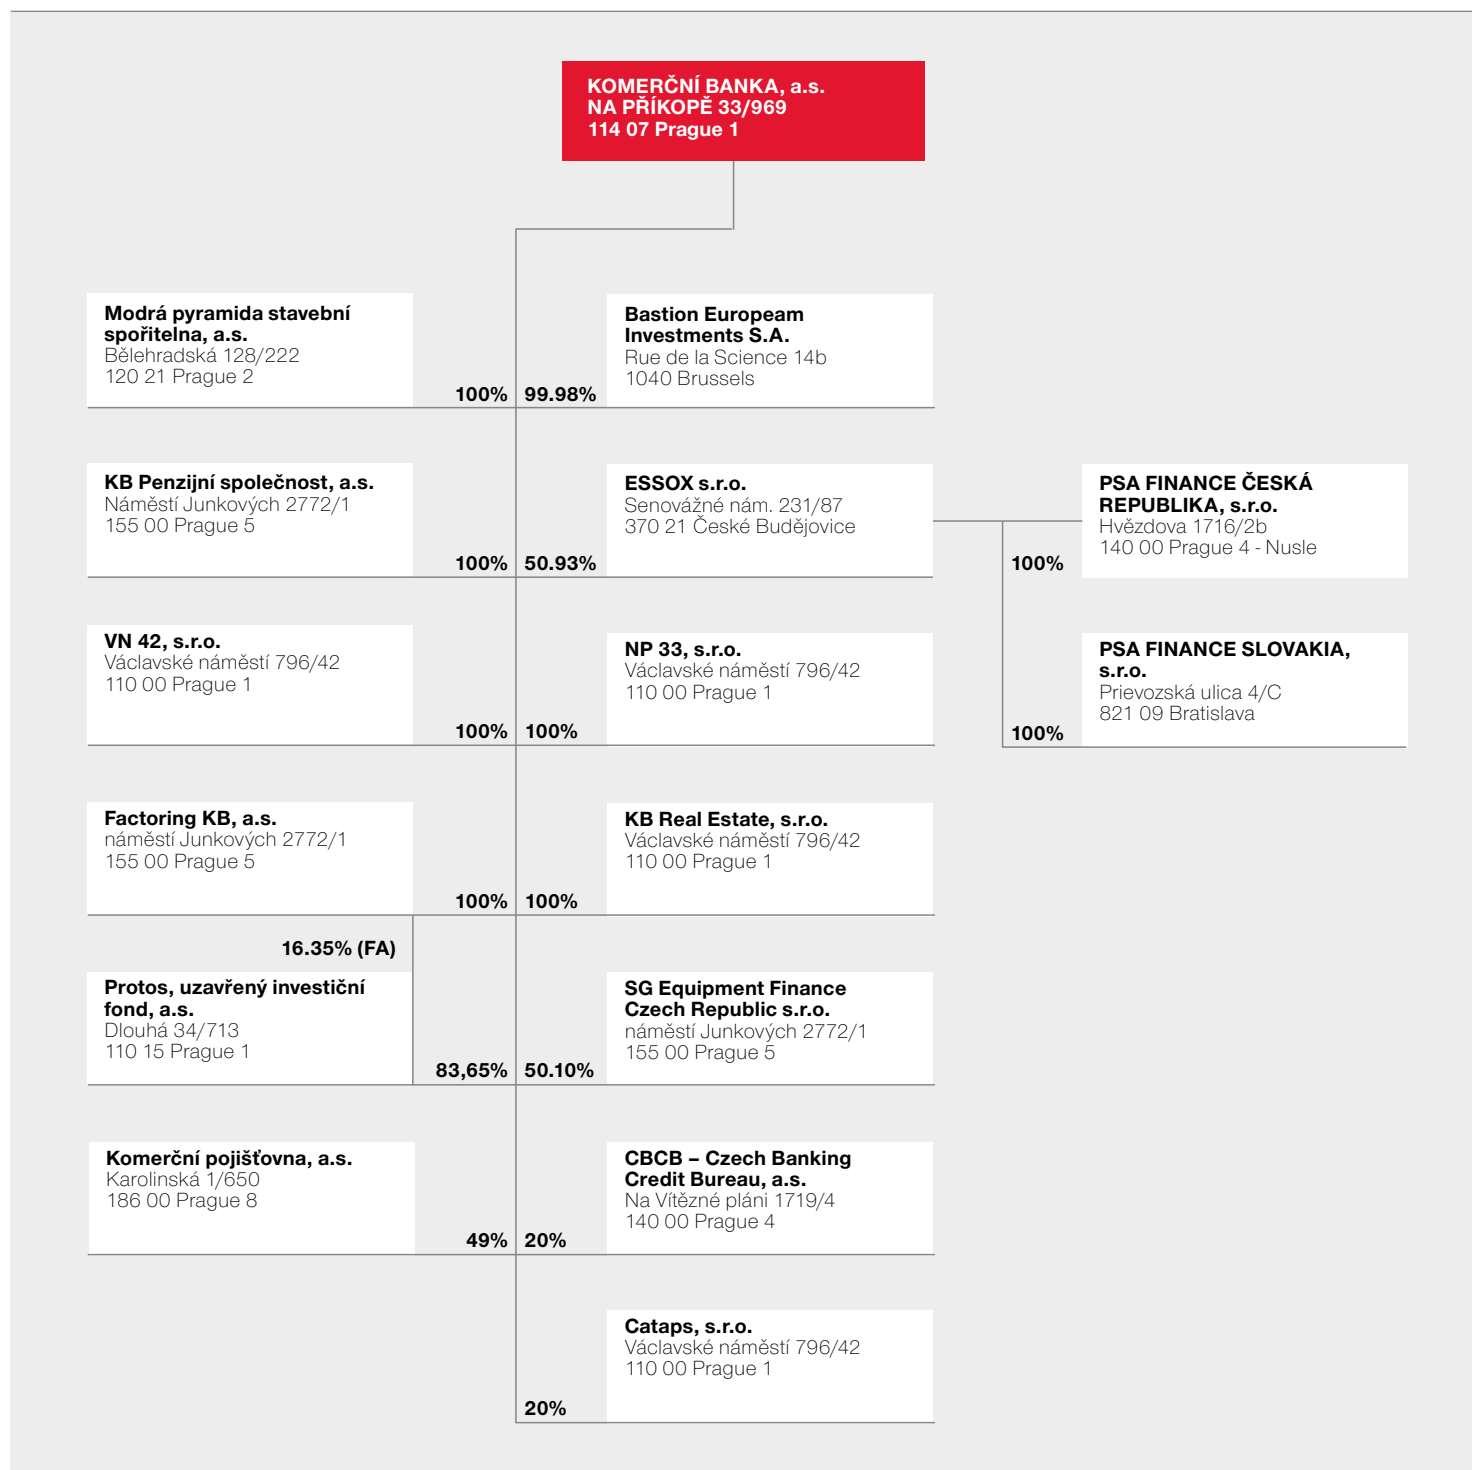 KOMERČNÍ BANKA, a.s.
NA PŘÍKOPĚ 33/969
114 07 Prague 1
Modrá pyramida stavební
spořitelna, a.s.
Bělehradská 128/222
120 21 Prague 2
100%
99.98%
Bastion Europeam
Investments S.A.
Rue de la Science 14b
1040 Brussels
KB Penzijní společnost, a.s.
Náměstí Junkových 2772/1
155 00 Prague 5
100%
50.93%
ESSOX s.r.o.
Senovážné nám. 231/87
370 21 České Budějovice
PSA FINANCE ČESKÁ
REPUBLIKA, s.r.o.
Hvězdova 1716/2b
140 00 Prague 4 - Nusle
100%
VN 42, s.r.o.
Václavské náměstí 796/42
110 00 Prague 1
100%
100%
NP 33, s.r.o.
Václavské náměstí 796/42
110 00 Prague 1
PSA FINANCE SLOVAKIA,
s.r.o.
Prievozská ulica 4/C
821 09 Bratislava
100%
Factoring KB, a.s.
náměstí Junkových 2772/1
155 00 Prague 5
100%
100%
KB Real Estate, s.r.o.
Václavské náměstí 796/42
110 00 Prague 1
16.35% (FA)
Protos, uzavřený investiční
fond, a.s.
Dlouhá 34/713
110 15 Prague 1
83,65%
50.10%
SG Equipment Finance
Czech Republic s.r.o.
náměstí Junkových 2772/1
155 00 Prague 5
Komerční pojišťovna, a.s.
Karolinská 1/650
186 00 Prague 8
49%
20%
CBCB – Czech Banking
Credit Bureau, a.s.
Na Vítězné pláni 1719/4
140 00 Prague 4
Cataps, s.r.o.
Václavské náměstí 796/42
110 00 Prague 1
20%